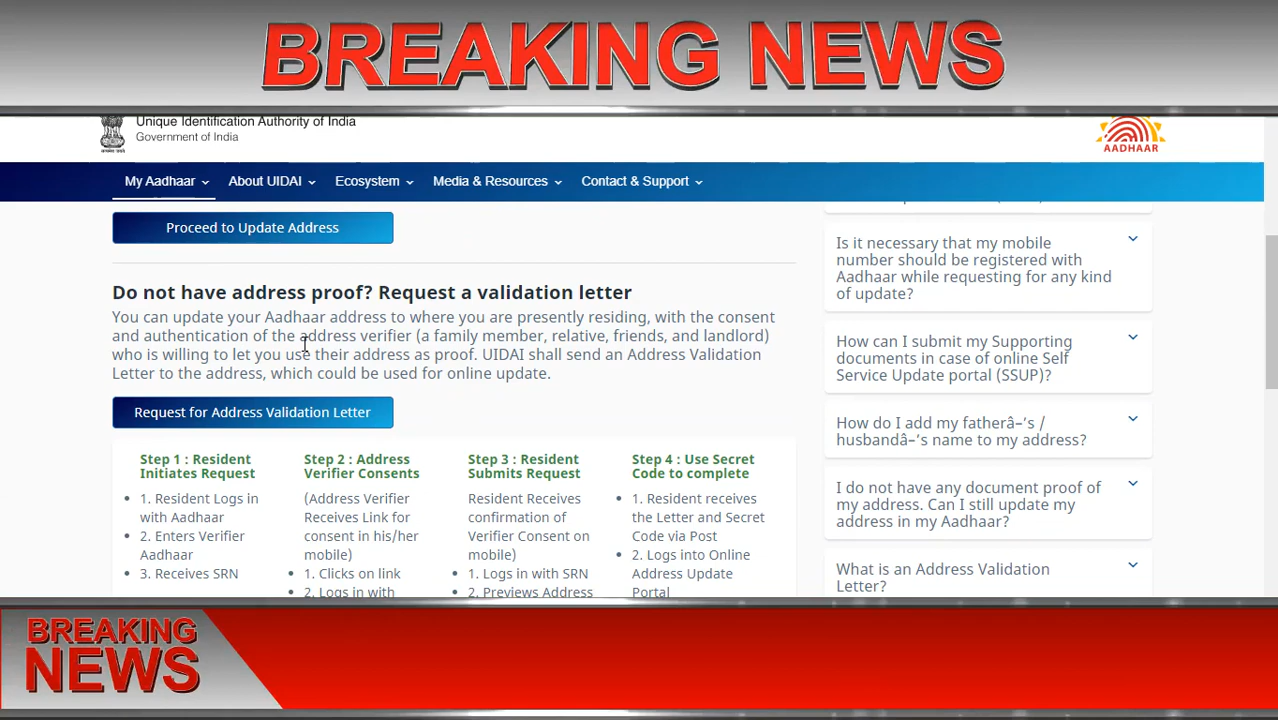 BREAKING NEWS
Unique Identification Authority of India
Government of India
AADHAAR
My Aadhaar
About UIDAI
Ecosystem
Media & Resources
Contact & Support
Proceed to Update Address
Do not have address proof? Request a validation letter
You can update your Aadhaar address to where you are presently residing, with the consent
and authentication of the address verifier (a family member, relative, friends, and landlord)
who is willing to let you use their address as proof. UIDAI shall send an Address Validation
Letter to the address, which could be used for online update.
Request for Address Validation Letter
Step 1 : Resident
Initiates Request
1. Resident Logs in
with Aadhaar
2. Enters Verifier
Aadhaar
3. Receives SRN
Step 2 : Address
Verifier Consents
(Address Verifier
Receives Link for
consent in his/her
mobile)
1. Clicks on link
2. Logs in with
Step 3 : Resident
Submits Request
Resident Receives
confirmation of
Verifier Consent on
mobile)
1. Logs in with SRN
2. Previews Address
Step 4 : Use Secret
Code to complete
1. Resident receives
the Letter and Secret
Code via Post
2. Logs into Online
Address Update
Portal
Is it necessary that my mobile
number should be registered with
Aadhaar while requesting for any kind
of update?
How can I submit my Supporting
documents in case of online Self
Service Update portal (SSUP)?
How do I add my fatherâ–'s /
husbandâ–'s name to my address?
I do not have any document proof of
my address. Can I still update my
address in my Aadhaar?
What is an Address Validation
Letter?
BREAKING
NEWS